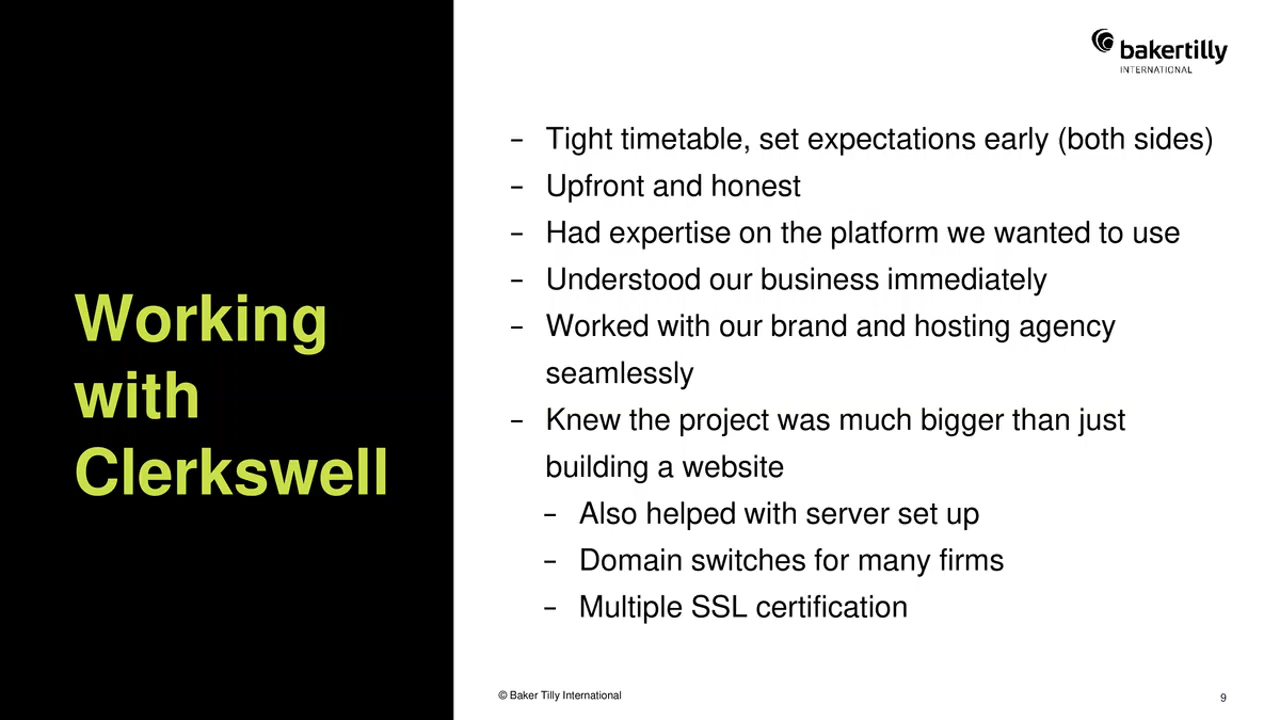 bakertilly
INTERNATIONAL
Working
with
Clerkswell
– Tight timetable, set expectations early (both sides)
– Upfront and honest
– Had expertise on the platform we wanted to use
– Understood our business immediately
– Worked with our brand and hosting agency
seamlessly
– Knew the project was much bigger than just
building a website
– Also helped with server set up
– Domain switches for many firms
– Multiple SSL certification
© Baker Tilly International
9